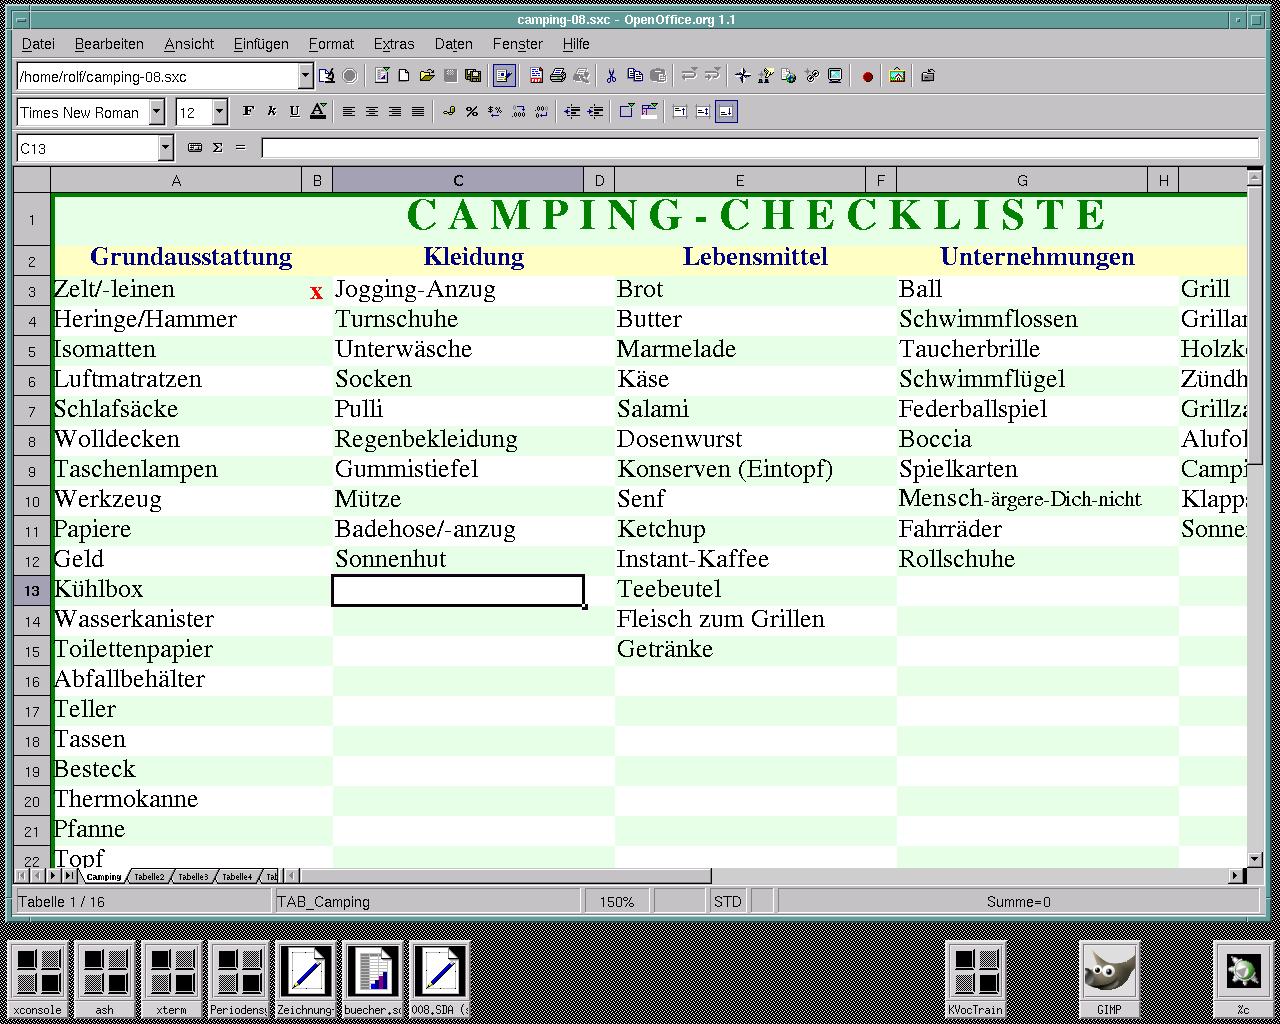 camping-08.sxc - OpenOffice.org 1.1
Datei Bearbeiten Ansicht Einfügen Format Extras Daten Fenster Hilfe
/home/rolf/camping-08.sxc
Times New Roman 12 F k U A
C13 Σ =
A B C D E F G H
1 CAMPING-CHECKLISTE
2 Grundausstattung Kleidung Lebensmittel Unternehmungen
3 Zelt/-leinen x Jogging-Anzug Brot Ball Grill
4 Heringe/Hammer Turnschuhe Butter Schwimmflossen Grillan
5 Isomatten Unterwäsche Marmelade Taucherbrille Holzk
6 Luftmatratzen Socken Käse Schwimmflügel Zündh
7 Schlafsäcke Pulli Salami Federballspiel Grillza
8 Wolldecken Regenbekleidung Dosenwurst Boccia Alufol
9 Taschenlampen Gummistiefel Konserven (Eintopf) Spielkarten Campi
10 Werkzeug Mütze Senf Mensch-ärgere-Dich-nicht Klapps
11 Papiere Badehose/-anzug Ketchup Fahrräder Sonne
12 Geld Sonnenhut Instant-Kaffee Rollschuhe
13 Kühlbox Teebeutel
14 Wasserkanister Fleisch zum Grillen
15 Toilettenpapier Getränke
16 Abfallbehälter
17 Teller
18 Tassen
19 Besteck
20 Thermokanne
21 Pfanne
22 Topf
Camping Tabelle2 Tabelle3 Tabelle4 Tab
Tabelle 1 / 16 TAB_Camping 150% STD Summe=0
xconsole ash xterm Periodens Zeichnung- buecher.s 008.SDA (s KVocTrain GIMP %c